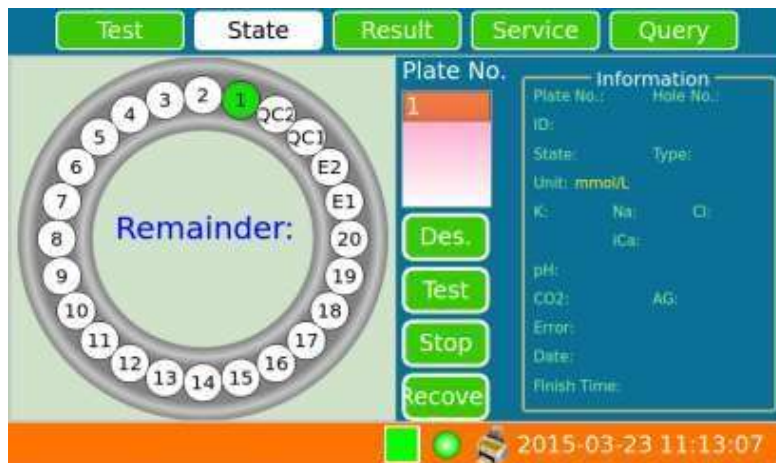 Test State Result Service Query
Plate No.
1
2
3
4
5
6
7
8
9
10
11
12
13
14
15
16
17
18
19
20
E1
E2
QC1
QC2
Remainder:
1
Des.
Test
Stop
Recove
Information
Plate No.: Hole No.:
ID:
State: Type:
Unit: mmol/L
K: Na: Cl:
iCa:
pH:
CO2: AG:
Error:
Date:
Finish Time:
2015-03-23 11:13:07